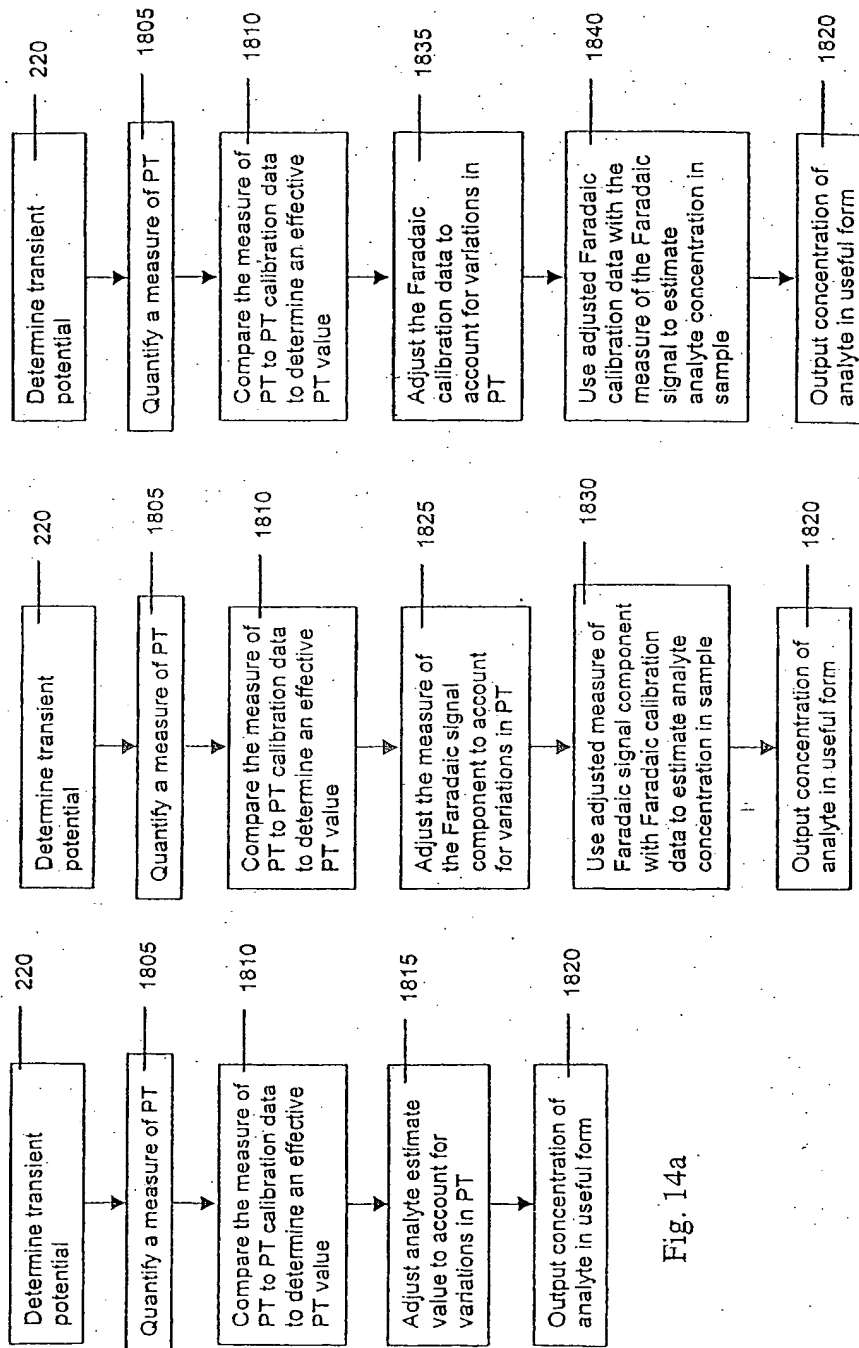 Determine transient
potential
220
Quantify a measure of PT
1805
Compare the measure of
PT to PT calibration data
to determine an effective
PT value
1810
Adjust analyte estimate
value to account for
variations in PT
1815
Output concentration of
analyte in useful form
1820
Fig. 14a
Determine transient
potential
220
Quantify a measure of PT
1805
Compare the measure of
PT to PT calibration data
to determine an effective
PT value
1810
Adjust the measure of
the Faradaic signal
component to account
for variations in PT
1825
Use adjusted measure of
Faradaic signal component
with Faradaic calibration
data to estimate analyte
concentration in sample
1830
Output concentration of
analyte in useful form
1820
Determine transient
potential
220
Quantify a measure of PT
1805
Compare the measure of
PT to PT calibration data
to determine an effective
PT value
1810
Adjust the Faradaic
calibration data to
account for variations in
PT
1835
Use adjusted Faradaic
calibration data with the
measure of the Faradaic
signal to estimate
analyte concentration in
sample
1840
Output concentration of
analyte in useful form
1820